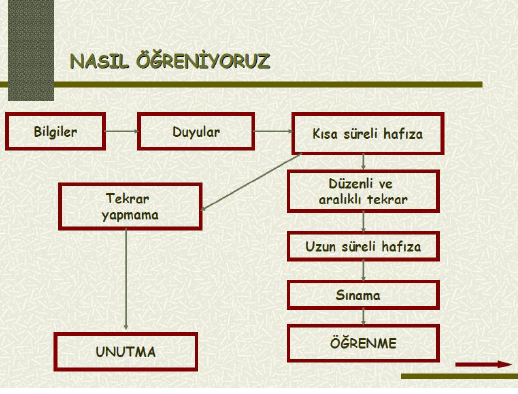 NASIL ÖĞRENİYORUZ
Bilgiler
Duyular
Kısa süreli hafıza
Tekrar
yapmama
Düzenli ve
aralıklı tekrar
Uzun süreli hafıza
Sınama
UNUTMA
ÖĞRENME